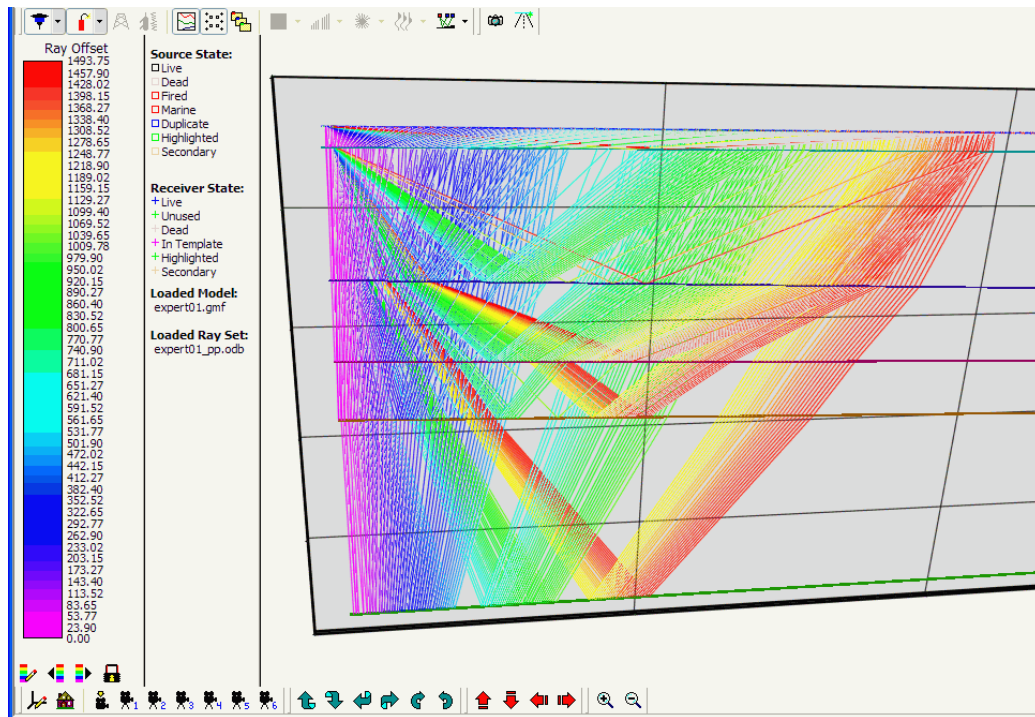 Ray Offset
1493.75
1457.90
1428.02
1398.15
1368.27
1338.40
1308.52
1278.65
1248.77
1218.90
1189.02
1159.15
1129.27
1099.40
1069.52
1039.65
1009.78
979.90
950.02
920.15
890.27
860.40
830.52
800.65
770.77
740.90
711.02
681.15
651.27
621.40
591.52
561.65
531.77
501.90
472.02
442.15
412.27
382.40
352.52
322.65
292.77
262.90
233.02
203.15
173.27
143.40
113.52
83.65
53.77
23.90
0.00
Source State:
Live
Dead
Fired
Marine
Duplicate
Highlighted
Secondary
Receiver State:
Live
Unused
Dead
In Template
Highlighted
Secondary
Loaded Model:
expert01.gmf
Loaded Ray Set:
expert01_pp.odb
1
2
3
4
5
6